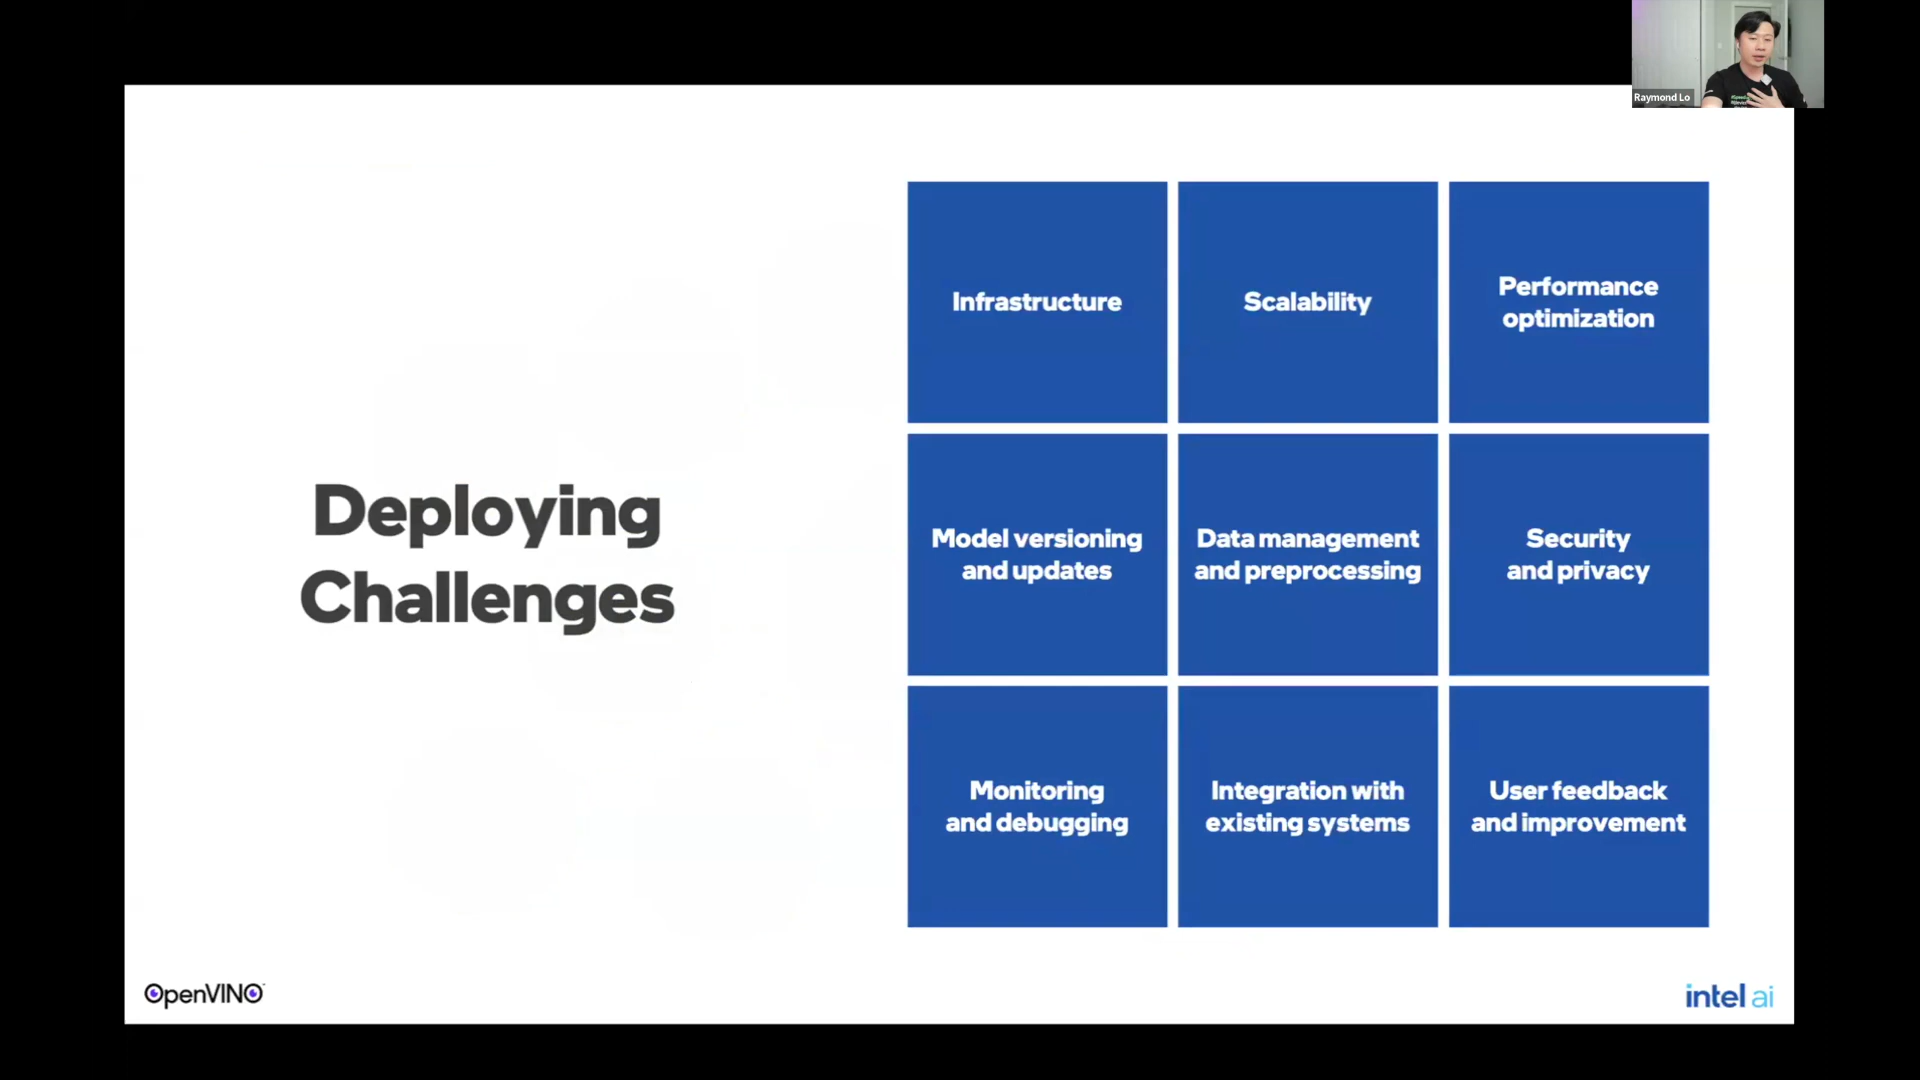 Raymond Lo
Deploying
Challenges
Infrastructure
Scalability
Performance
optimization
Model versioning
and updates
Data management
and preprocessing
Security
and privacy
Monitoring
and debugging
Integration with
existing systems
User feedback
and improvement
OpenVINO
intel ai